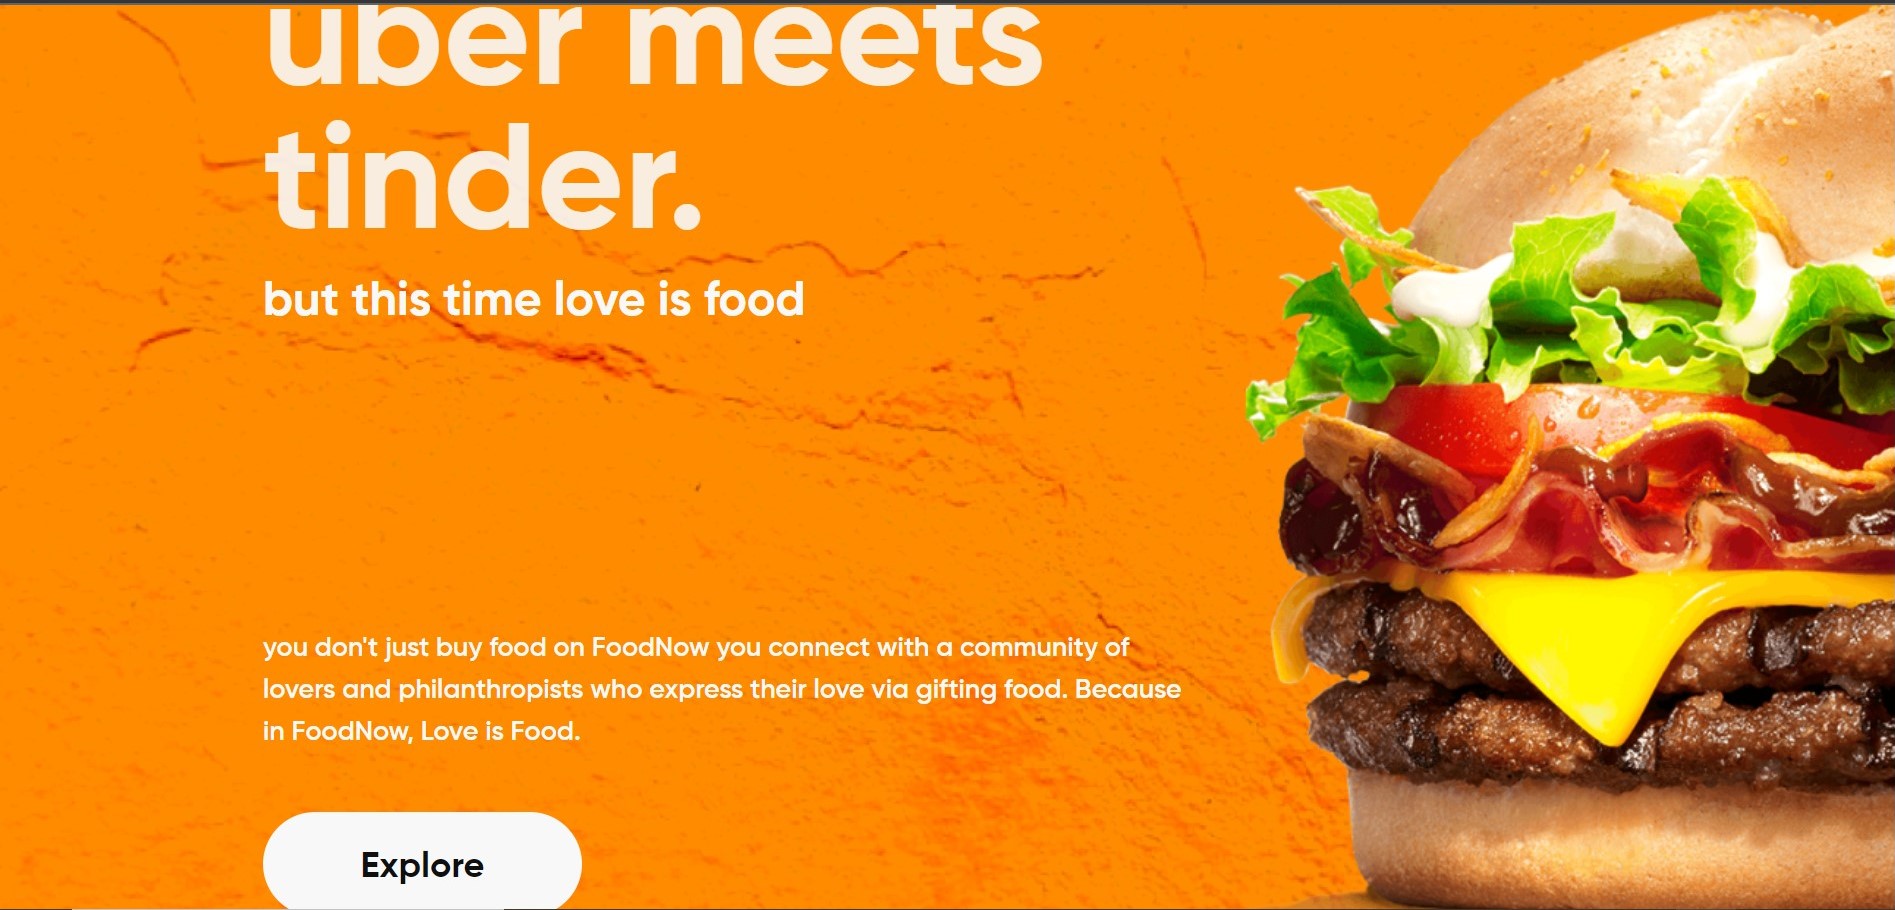 uber meets
tinder.
but this time love is food
you don't just buy food on FoodNow you connect with a community of
lovers and philanthropists who express their love via gifting food. Because
in FoodNow, Love is Food.
Explore